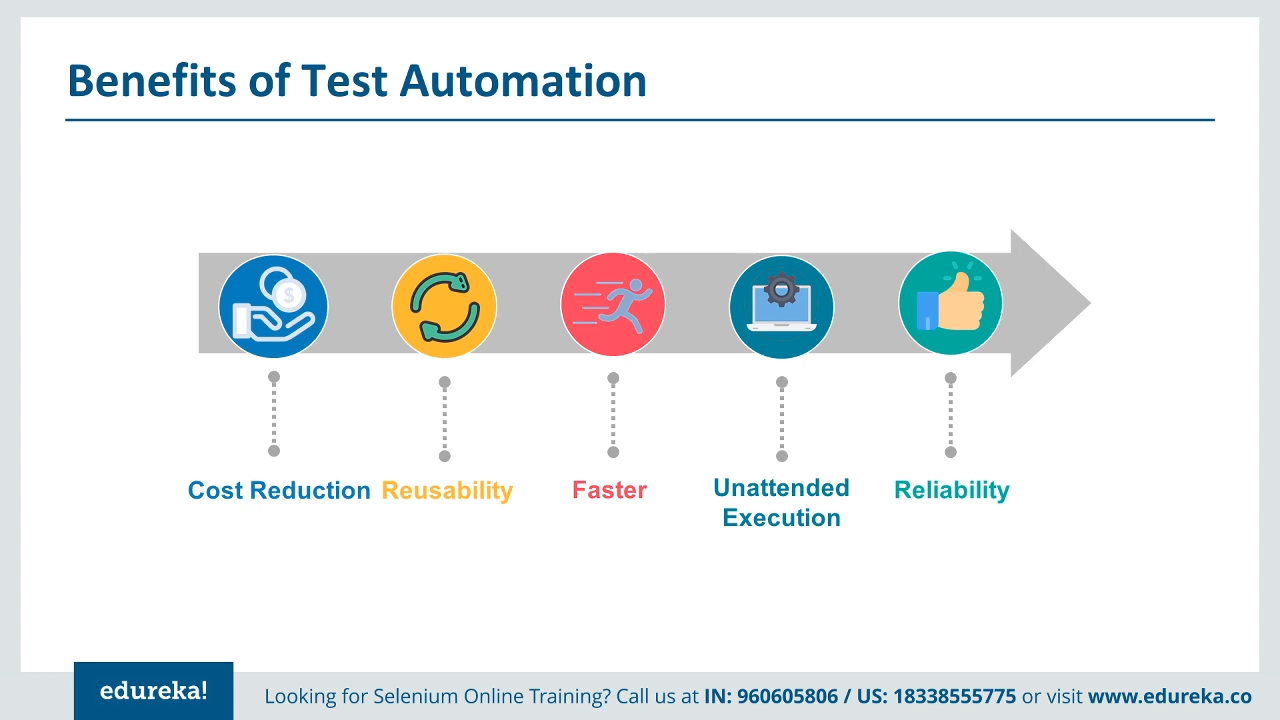 Benefits of Test Automation
$
Cost Reduction
Reusability
Faster
Unattended
Execution
Reliability
edureka!
Looking for Selenium Online Training? Call us at IN: 960605806 / US: 18338555775 or visit www.edureka.co